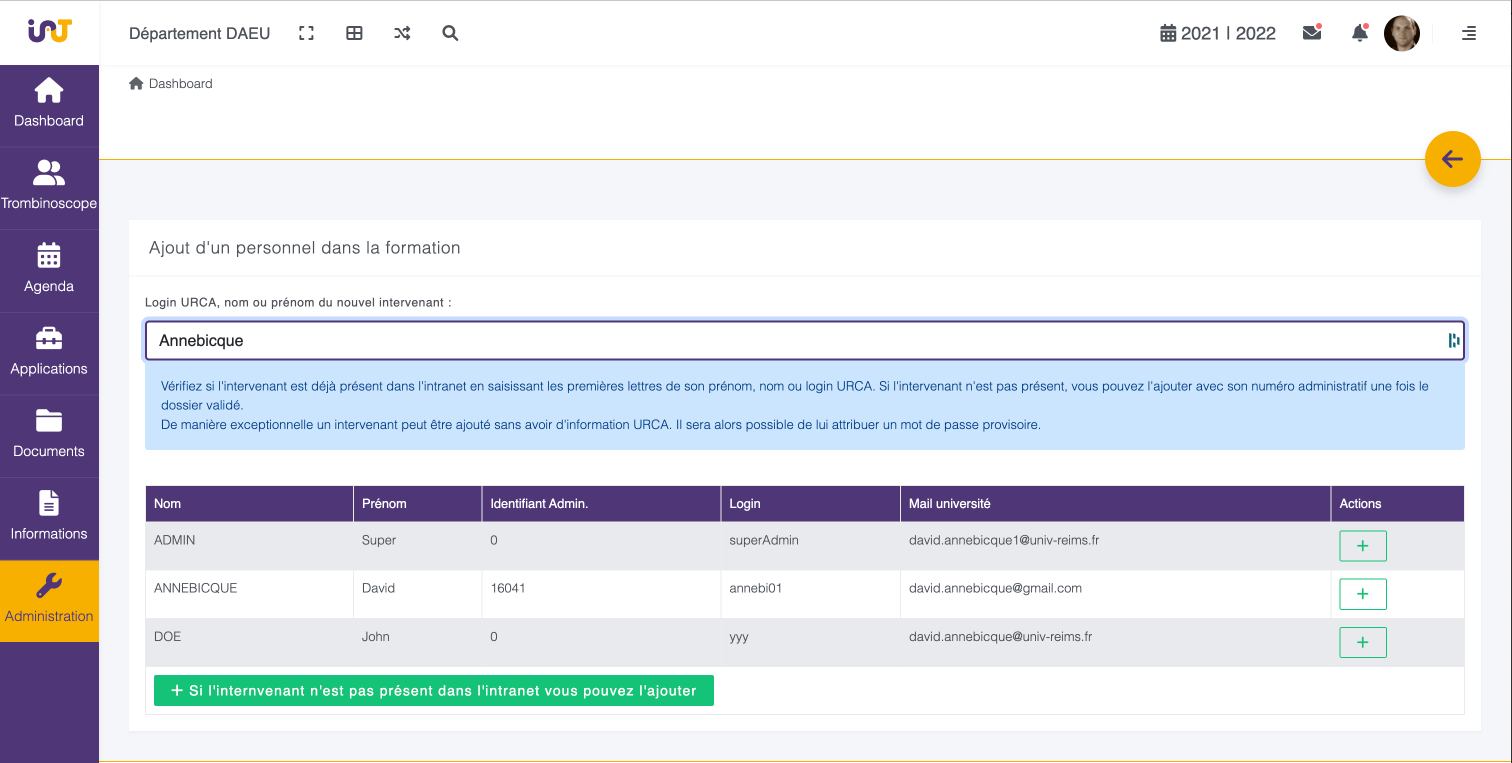 inT
Département DAEU
2021 | 2022
Dashboard
Dashboard
Trombinoscope
Agenda
Applications
Documents
Informations
Administration
Ajout d'un personnel dans la formation
Login URCA, nom ou prénom du nouvel intervenant :
Annebicque
Vérifiez si l'intervenant est déjà présent dans l'intranet en saisissant les premières lettres de son prénom, nom ou login URCA. Si l'intervenant n'est pas présent, vous pouvez l'ajouter avec son numéro administratif une fois le
dossier validé.
De manière exceptionnelle un intervenant peut être ajouté sans avoir d'information URCA. Il sera alors possible de lui attribuer un mot de passe provisoire.
Nom Prénom Identifiant Admin. Login Mail université Actions
ADMIN Super 0 superAdmin david.annebicque1@univ-reims.fr +
ANNEBICQUE David 16041 annebi01 david.annebicque@gmail.com +
DOE John 0 yyy david.annebicque@univ-reims.fr +
+ Si l'internvenant n'est pas présent dans l'intranet vous pouvez l'ajouter